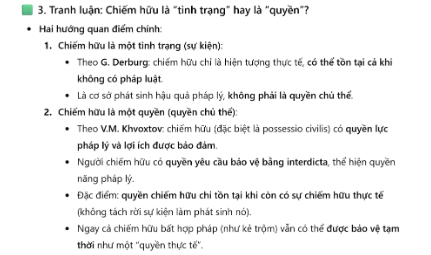 3. Tranh luận: Chiếm hữu là "tình trạng" hay là "quyền"?
• Hai hướng quan điểm chính:
1. Chiếm hữu là một tình trạng (sự kiện):
• Theo G. Derburg: chiếm hữu chỉ là hiện tượng thực tế, có thể tồn tại cả khi
không có pháp luật.
• Là cơ sở phát sinh hậu quả pháp lý, không phải là quyền chủ thể.
2. Chiếm hữu là một quyền (quyền chủ thể):
• Theo V.M. Khvoxtov: chiếm hữu (đặc biệt là possessio civilis) có quyền lực
pháp lý và lợi ích được bảo đảm.
• Người chiếm hữu có quyền yêu cầu bảo vệ bằng interdicta, thể hiện quyền
năng pháp lý.
• Đặc điểm: quyền chiếm hữu chỉ tồn tại khi còn có sự chiếm hữu thực tế
(không tách rời sự kiện làm phát sinh nó).
• Ngay cả chiếm hữu bất hợp pháp (như kẻ trộm) vẫn có thể được bảo vệ tạm
thời như một "quyền thực tế".